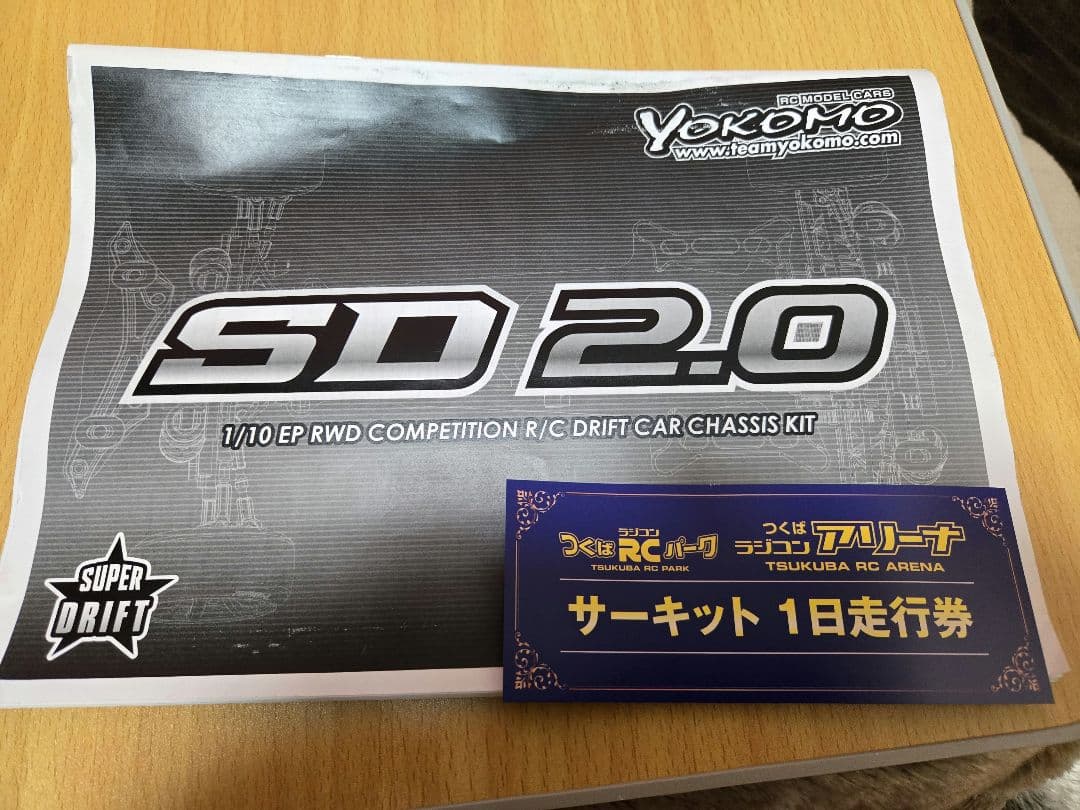 RC MODEL CARS
YOKOMO
www.teamyokomo.com
SD 2.0
1/10 EP RWD COMPETITION R/C DRIFT CAR CHASSIS KIT
SUPER
DRIFT
ラジコン
つくばRCパーク
TSUKUBA RC PARK
つくば
ラジコン アリーナ
TSUKUBA RC ARENA
サーキット 1日走行券